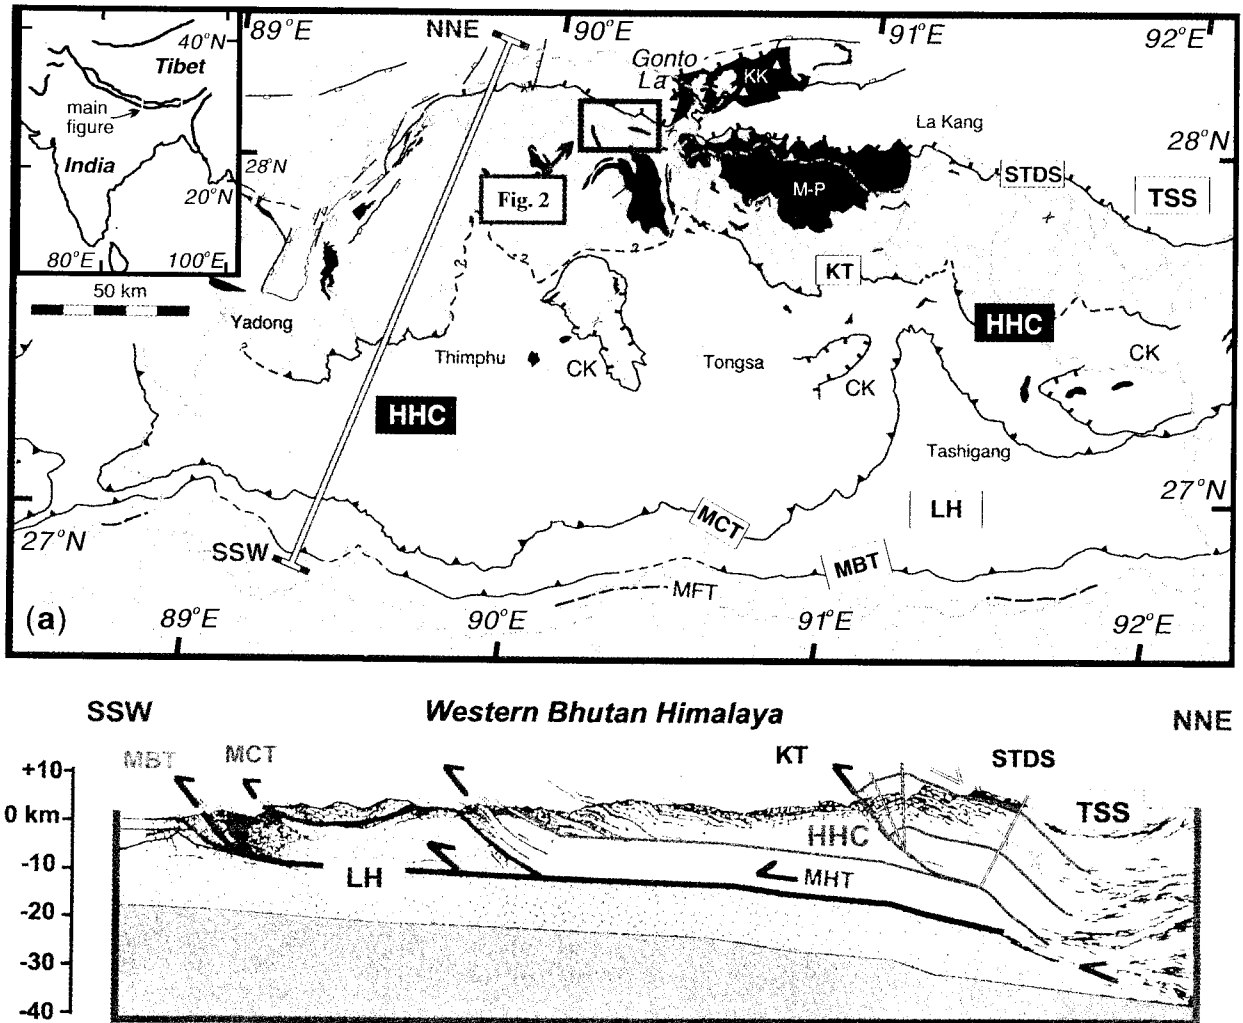 89°E
NNE
90°E
91°E
92°E
40°N
Tibet
main
figure
India
20°N
80°E
100°E
28°N
Gonto
La
KK
La Kang
28°N
STDS
TSS
M-P
Fig. 2
KT
50 km
Yadong
Thimphu
CK
Tongsa
CK
HHC
CK
HHC
Tashigang
27°N
LH
MCT
27°N
SSW
MBT
MFT
(a)
89°E
90°E
91°E
92°E
?
?
?
SSW
Western Bhutan Himalaya
NNE
MBT
MCT
KT
STDS
+10
0 km
-10
-20
-30
-40
TSS
HHC
LH
MHT